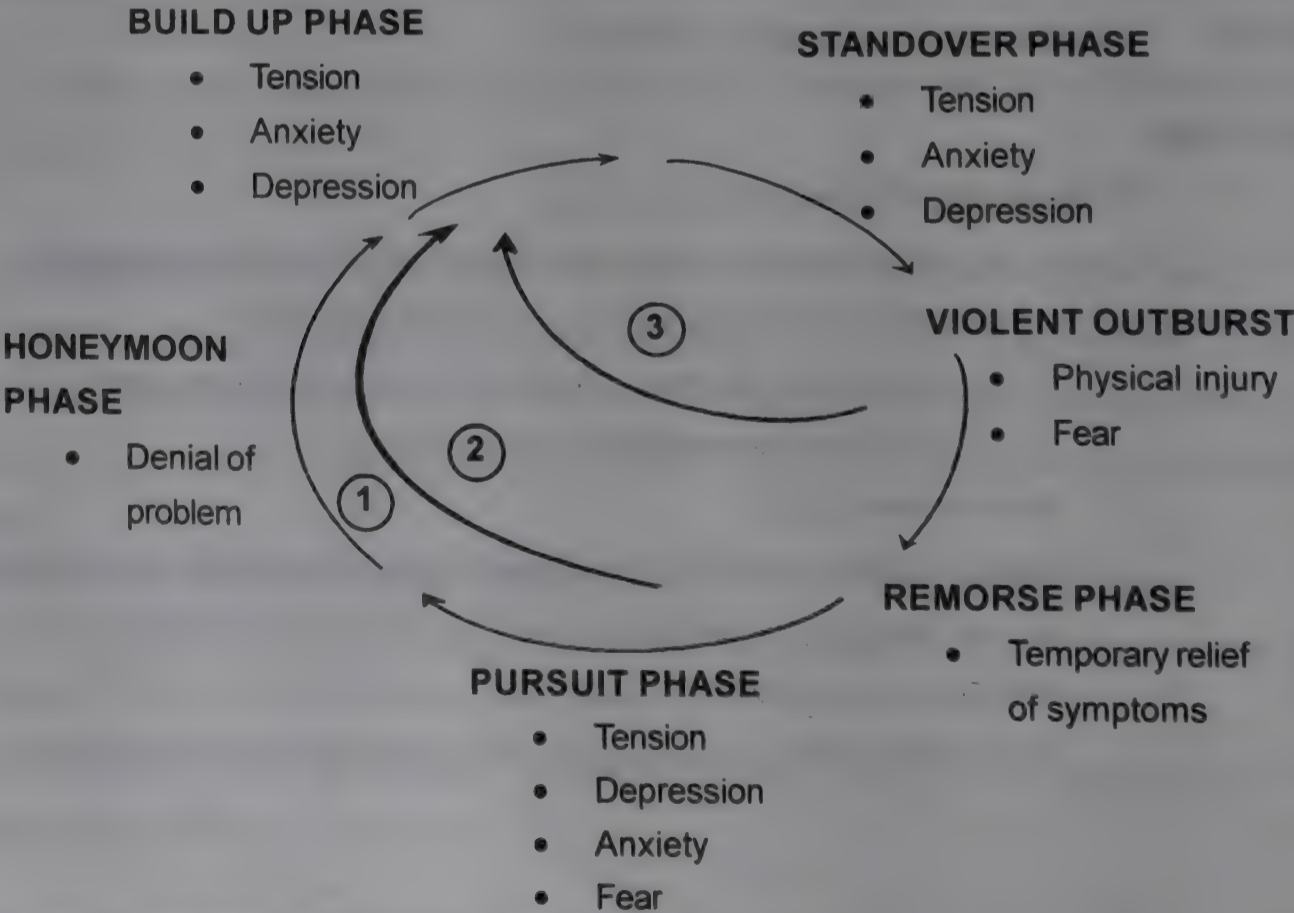 BUILD UP PHASE
• Tension
• Anxiety
• Depression
STANDOVER PHASE
• Tension
• Anxiety
• Depression
3
VIOLENT OUTBURST
• Physical injury
• Fear
HONEYMOON
PHASE
• Denial of
problem
2
1
REMORSE PHASE
• Temporary relief
of symptoms
PURSUIT PHASE
• Tension
• Depression
• Anxiety
• Fear